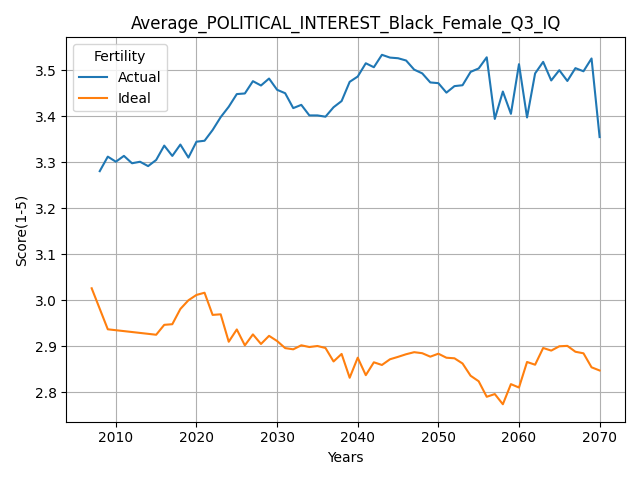 Average_POLITICAL_INTEREST_Black_Female_Q3_IQ
Fertility
Actual
Ideal
Score(1-5)
3.5
3.4
3.3
3.2
3.1
3.0
2.9
2.8
2010 2020 2030 2040 2050 2060 2070
Years